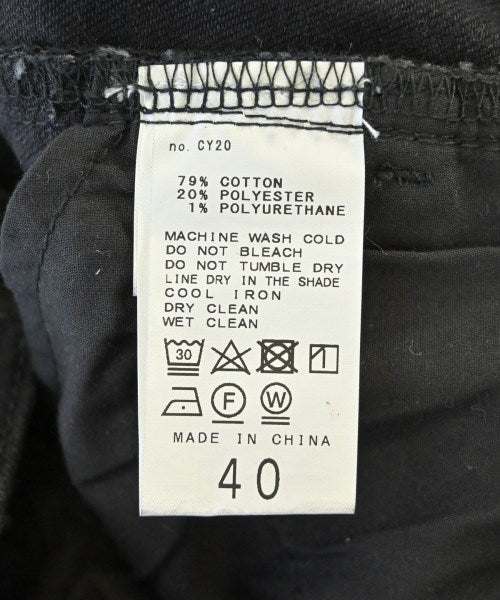 no. CY20
79% COTTON
20% POLYESTER
1% POLYURETHANE
MACHINE WASH COLD
DO NOT BLEACH
DO NOT TUMBLE DRY
LINE DRY IN THE SHADE
COOL IRON
DRY CLEAN
WET CLEAN
30
F W
MADE IN CHINA
40